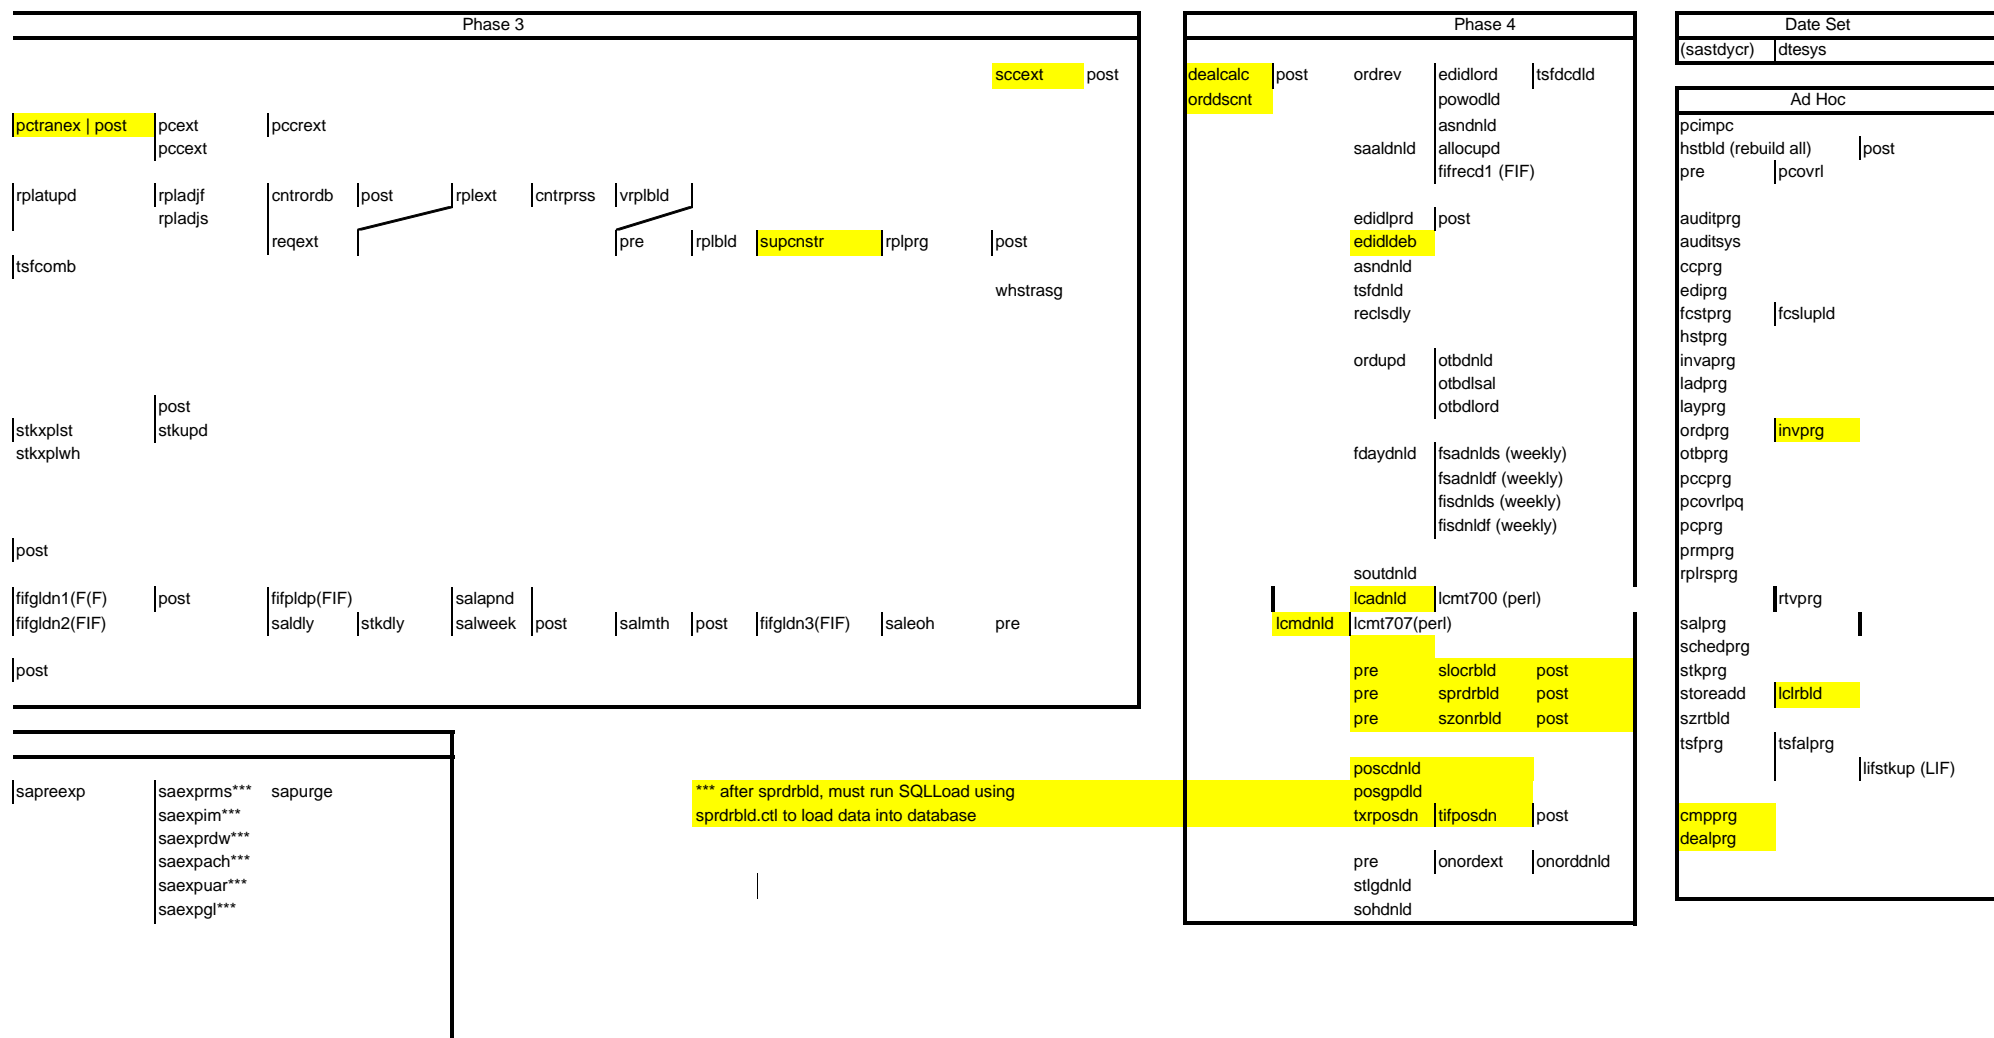 Phase 3
sccext post
pctranex | post pcext pccrext
pccext
rplatupd rpladjf cntrordb post rplext cntrprss vrplbld
rpladjs
reqext pre rplbld supcnstr rplprg post
tsfcomb
whstrasg
post
stkxplst stkupd
stkxplwh
post
fifgldn1(F(F) post fifpldp(FIF) salapnd
fifgldn2(FIF) saldly stkdly salweek post salmth post fifgldn3(FIF) saleoh pre
post
Phase 4
dealcalc post ordrev edidlord tsfdcdld
orddscnt powodld
asndnld
saaldnld allocupd
fifrecd1 (FIF)
edidlprd post
edidldeb
asndnld
tsfdnld
reclsdly
ordupd otbdnld
otbdlsal
otbdlord
fdaydnld fsadnlds (weekly)
fsadnldf (weekly)
fisdnlds (weekly)
fisdnldf (weekly)
soutdnld
lcadnld lcmt700 (perl)
lcmdnld lcmt707(perl)
pre slocrbld post
pre sprdrbld post
pre szonrbld post
poscdnld
posgpdld
txrposdn tifposdn post
pre onordext onorddnld
stlgdnld
sohdnld
Date Set
(sastdycr) dtesys
Ad Hoc
pcimpc
hstbld (rebuild all) post
pre pcovrl
auditprg
auditsys
ccprg
ediprg
fcstprg fcslupld
hstprg
invaprg
ladprg
layprg
ordprg invprg
otbprg
pccprg
pcovrlpq
pcprg
prmprg
rplrsprg
rtvprg
salprg
schedprg
stkprg
storeadd lclrbld
szrtbld
tsfprg tsfalprg
lifstkup (LIF)
cmpprg
dealprg
sapreexp saexprms*** sapurge
saexpim***
saexprdw***
saexpach***
saexpuar***
saexpgl***
*** after sprdrbld, must run SQLLoad using
sprdrbld.ctl to load data into database